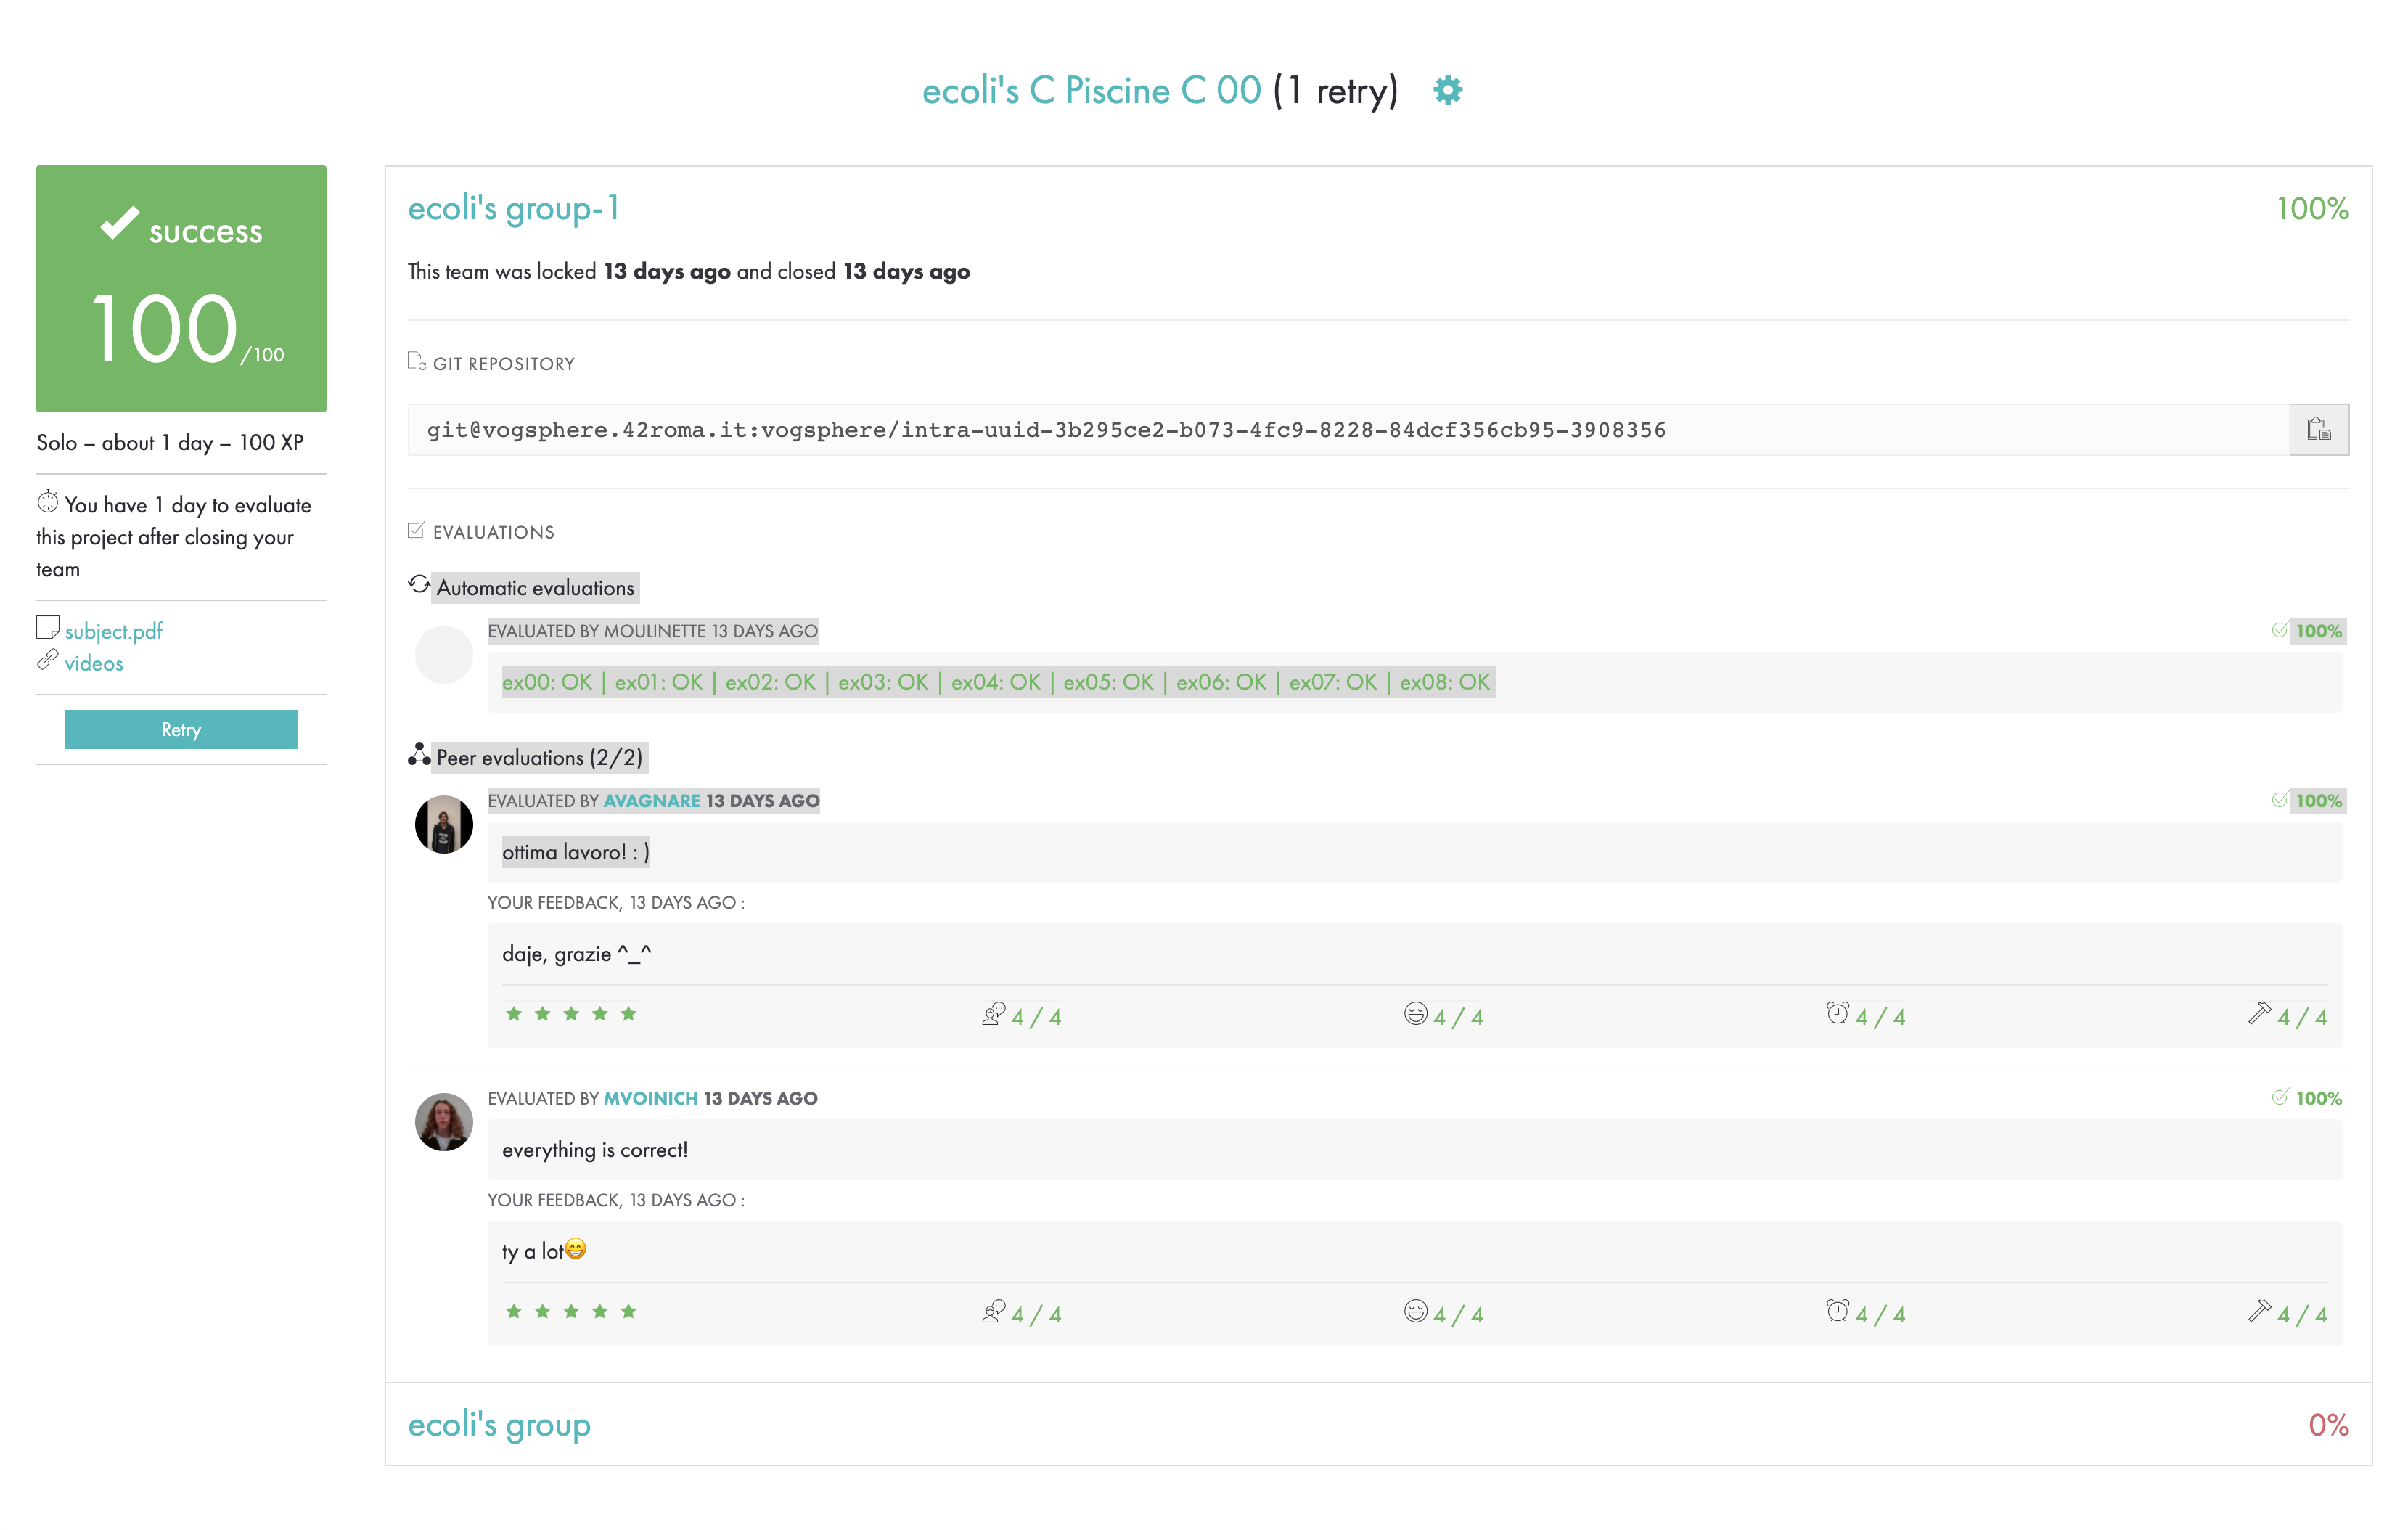 ecoli's C Piscine C 00 (1 retry)
success
100/100
Solo – about 1 day – 100 XP
You have 1 day to evaluate
this project after closing your
team
subject.pdf
videos
Retry
ecoli's group-1
100%
This team was locked 13 days ago and closed 13 days ago
GIT REPOSITORY
git@vogsphere.42roma.it:vogsphere/intra-uuid-3b295ce2-b073-4fc9-8228-84dcf356cb95-3908356
EVALUATIONS
Automatic evaluations
EVALUATED BY MOULINETTE 13 DAYS AGO
100%
ex00: OK | ex01: OK | ex02: OK | ex03: OK | ex04: OK | ex05: OK | ex06: OK | ex07: OK | ex08: OK
Peer evaluations (2/2)
EVALUATED BY AVAGNARE 13 DAYS AGO
100%
ottima lavoro! : )
YOUR FEEDBACK, 13 DAYS AGO :
daje, grazie ^_^
★ ★ ★ ★ ★ 4 / 4 4 / 4 4 / 4 4 / 4
EVALUATED BY MVOINICH 13 DAYS AGO
100%
everything is correct!
YOUR FEEDBACK, 13 DAYS AGO :
ty a lot😁
★ ★ ★ ★ ★ 4 / 4 4 / 4 4 / 4 4 / 4
ecoli's group
0%